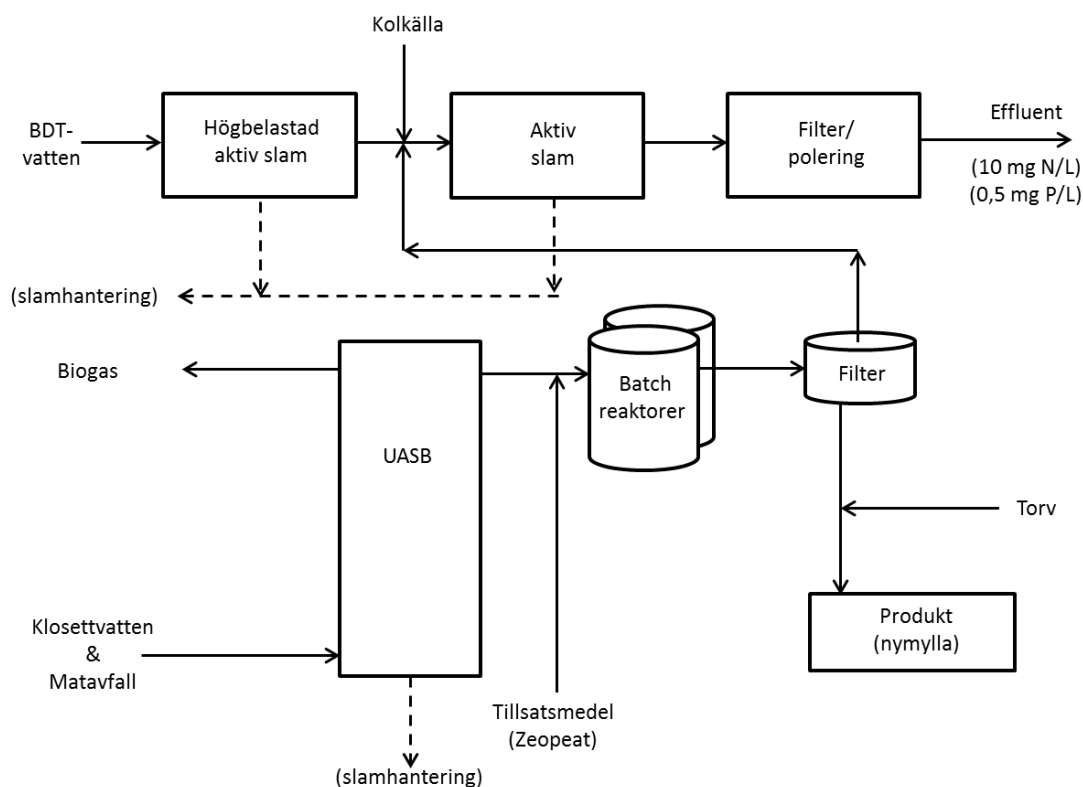 Kolkälla
BDT-
vatten
Högbelastad
aktiv slam
Aktiv
slam
Filter/
polering
Effluent
(10 mg N/L)
(0,5 mg P/L)
(slamhantering)
Biogas
UASB
Batch
reaktorer
Filter
Torv
Klosettvatten
&
Matavfall
Produkt
(nymylla)
Tillsatsmedel
(Zeopeat)
(slamhantering)